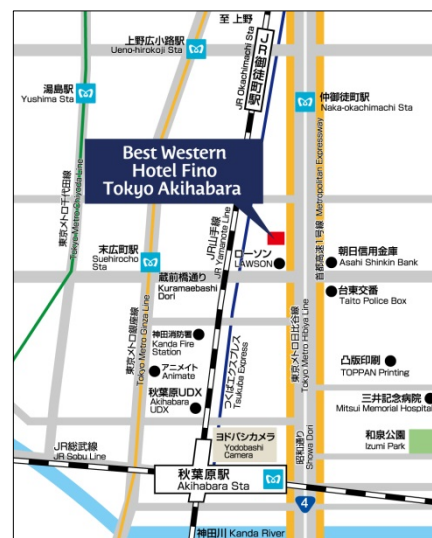 至 上野
上野広小路駅
Ueno-hirokoji Sta
JR御徒町駅
JR Okachimachi Sta
湯島駅
Yushima Sta
仲御徒町駅
Naka-okachimachi Sta
東京メトロ千代田線
Tokyo Metro Chiyoda Line
Best Western
Hotel Fino
Tokyo Akihabara
首都高速1号線 Metropolitan Expressway
JR山手線
JR Yamanote Line
末広町駅
Suehirocho
Sta
ローソン
LAWSON
朝日信用金庫
Asahi Shinkin Bank
蔵前橋通り
Kuramaebashi
Dori
台東交番
Taito Police Box
東京メトロ銀座線
Tokyo Metro Ginza Line
つくばエクスプレス
Tsukuba Express
東京メトロ日比谷線
Tokyo Metro Hibiya Line
神田消防署
Kanda Fire
Station
アニメイト
Animate
凸版印刷
TOPPAN Printing
秋葉原UDX
Akihabara
UDX
三井記念病院
Mitsui Memorial Hospital
ヨドバシカメラ
Yodobashi
Camera
昭和通り
Showa Dori
和泉公園
Izumi Park
JR総武線
JR Sobu Line
秋葉原駅
Akihabara Sta
4
神田川 Kanda River